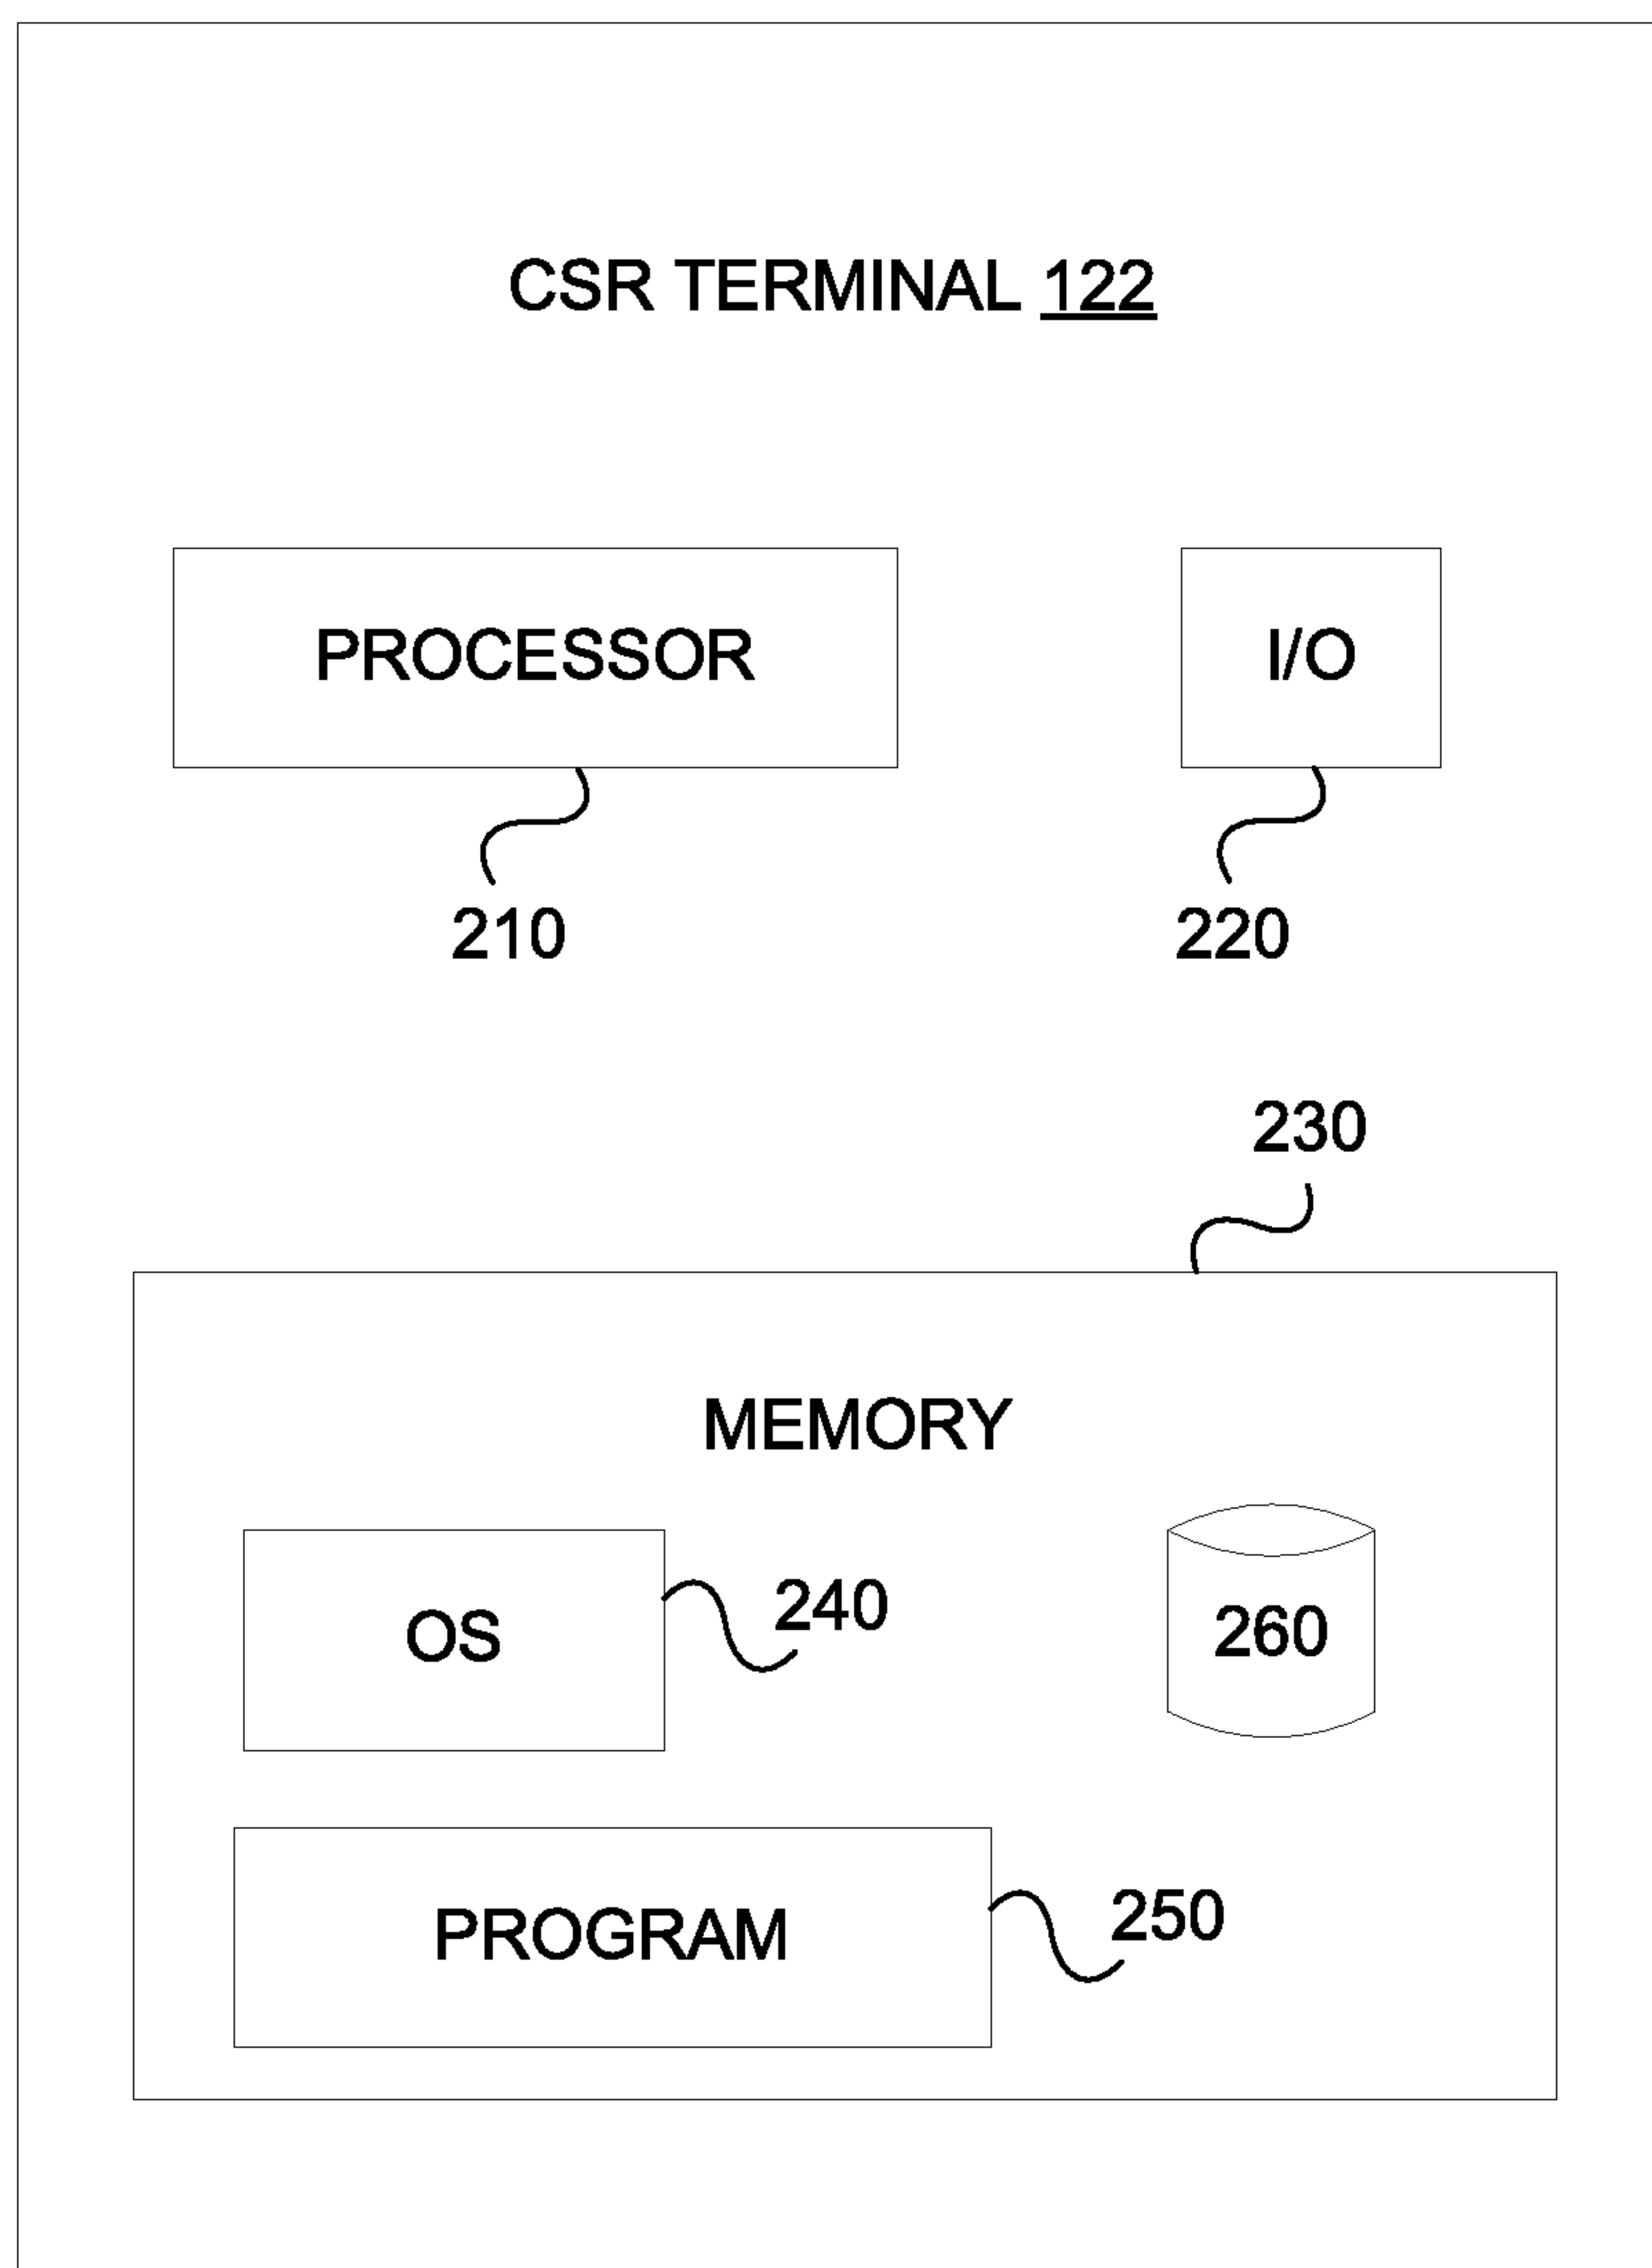 CSR TERMINAL 122
PROCESSOR
I/O
210
220
230
MEMORY
OS
240
260
PROGRAM
250